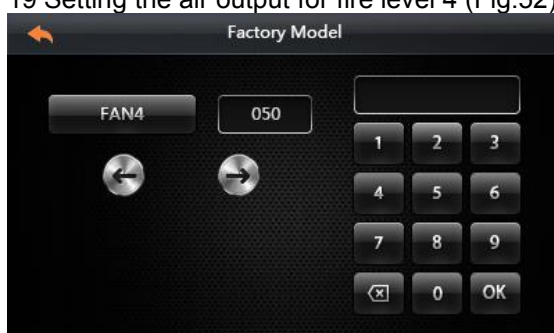 19 Setting the air output for fire level 4 (Fig.52)
Factory Model
FAN4 050
1 2 3
4 5 6
7 8 9
0 OK